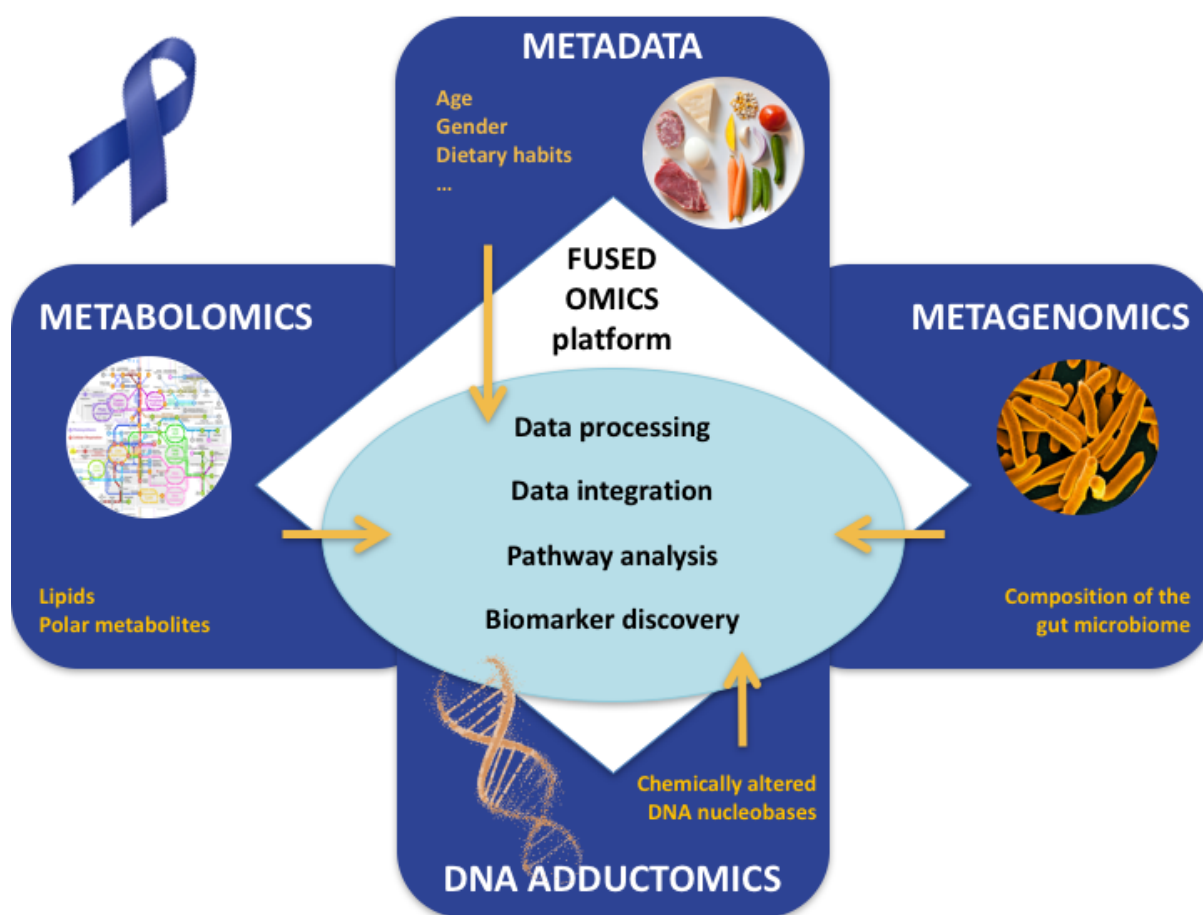 METADATA
Age
Gender
Dietary habits
...
FUSED
OMICS
platform
METABOLOMICS
Lipids
Polar metabolites
METAGENOMICS
Composition of the
gut microbiome
Data processing
Data integration
Pathway analysis
Biomarker discovery
Chemically altered
DNA nucleobases
DNA ADDUCTOMICS